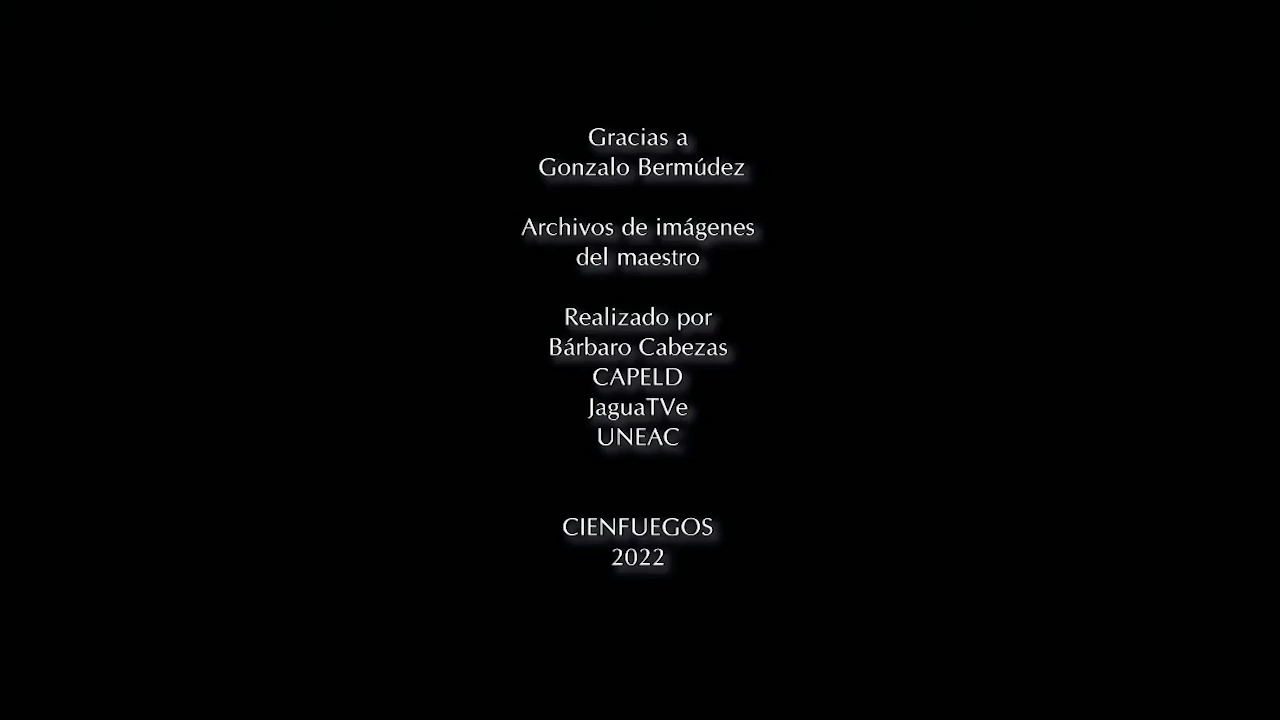 Gracias a
Gonzalo Bermúdez
Archivos de imágenes
del maestro
Realizado por
Bárbaro Cabezas
CAPELD
JaguaTVe
UNEAC
CIENFUEGOS
2022